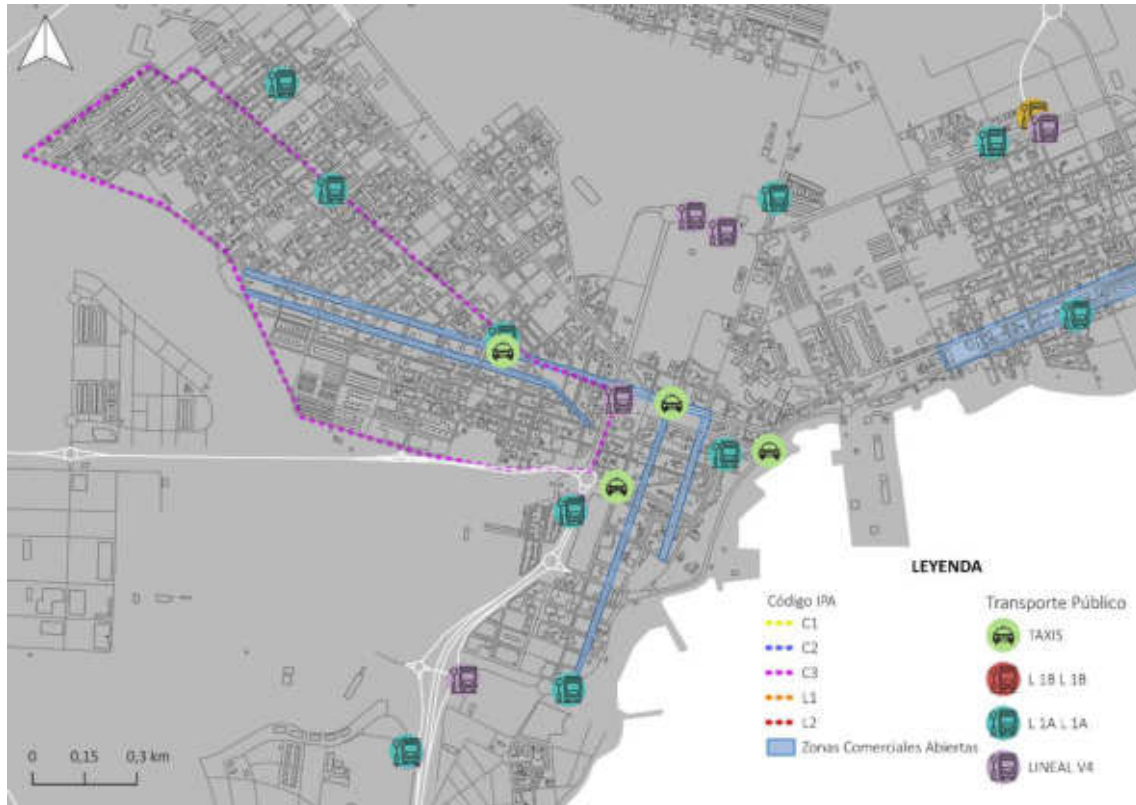 LEYENDA
Código IPA
C1
C2
C3
L1
L2
Zonas Comerciales Abiertas
Transporte Público
TAXIS
L 1B L 1B
L 1A L 1A
LINEAL V4
0 0,15 0,3 km